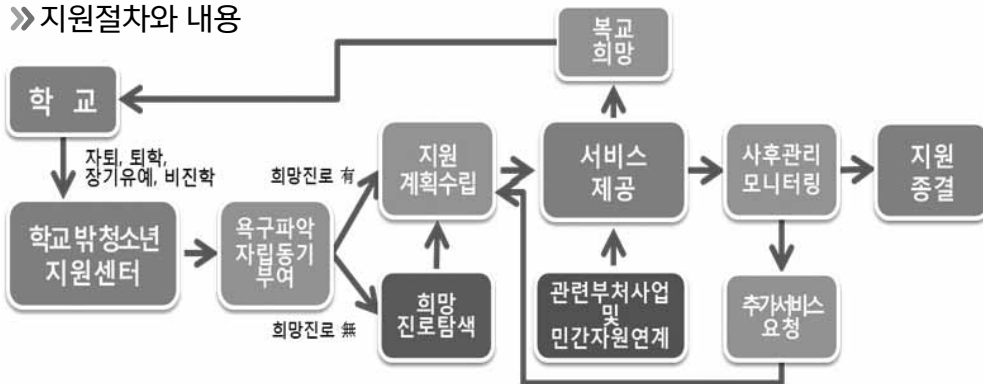 지원절차와 내용
복교
희망
학 교
자퇴, 퇴학,
장기유예, 비진학
희망진로 有
지원
계획수립
서비스
제공
사후관리
모니터링
지원
종결
학교 밖 청소년
지원센터
욕구파악
자립동기
부여
희망진로 無
희망
진로탐색
관련부처사업
및
민간자원연계
추가서비스
요청